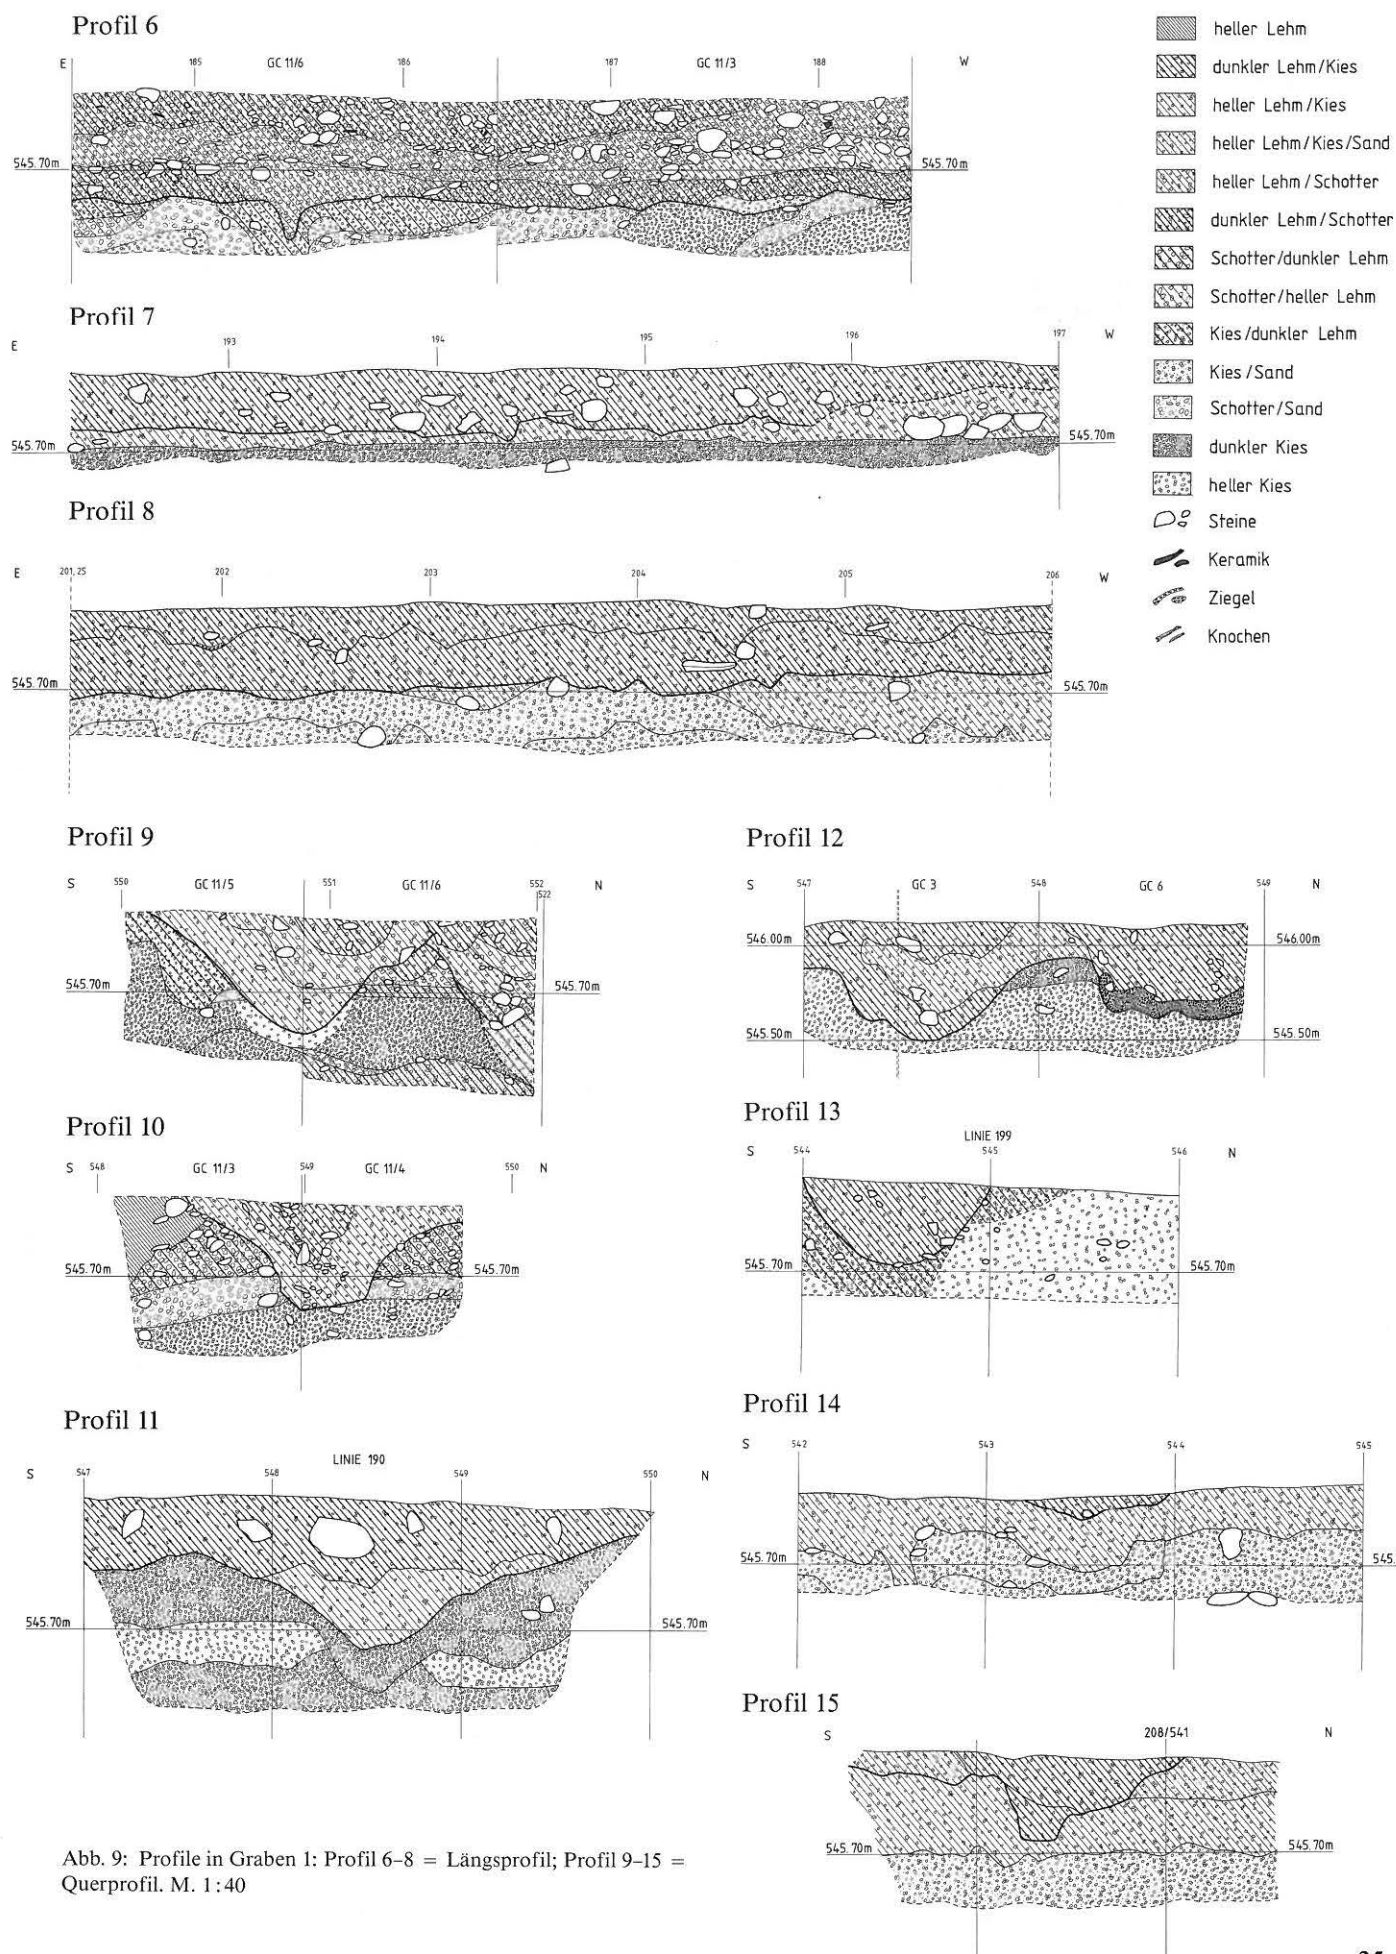 Profil 6
E 185 GC 11/6 186 187 GC 11/3 188 W
545.70m 545.70m
Profil 7
E 193 194 195 196 197 W
545.70m 545.70m
Profil 8
E 201,25 202 203 204 205 206 W
545.70m 545.70m
Profil 9
S 550 GC 11/5 551 GC 11/6 552 522 N
545.70m 545.70m
Profil 10
S 548 GC 11/3 549 GC 11/4 550 N
545.70m 545.70m
Profil 11
LINIE 190
S 547 548 549 550 N
545.70m 545.70m
heller Lehm
dunkler Lehm/Kies
heller Lehm/Kies
heller Lehm/Kies/Sand
heller Lehm/Schotter
dunkler Lehm/Schotter
Schotter/dunkler Lehm
Schotter/heller Lehm
Kies/dunkler Lehm
Kies/Sand
Schotter/Sand
dunkler Kies
heller Kies
Steine
Keramik
Ziegel
Knochen
Profil 12
S 547 GC 3 548 GC 6 549 N
546.00m 546.00m
545.50m 545.50m
Profil 13
LINIE 199
S 544 545 546 N
545.70m 545.70m
Profil 14
S 542 543 544 545
545.70m 545.
Profil 15
S 208/541 N
545.70m 545.70m
Abb. 9: Profile in Graben 1: Profil 6–8 = Längsprofil; Profil 9–15 =
Querprofil. M. 1:40